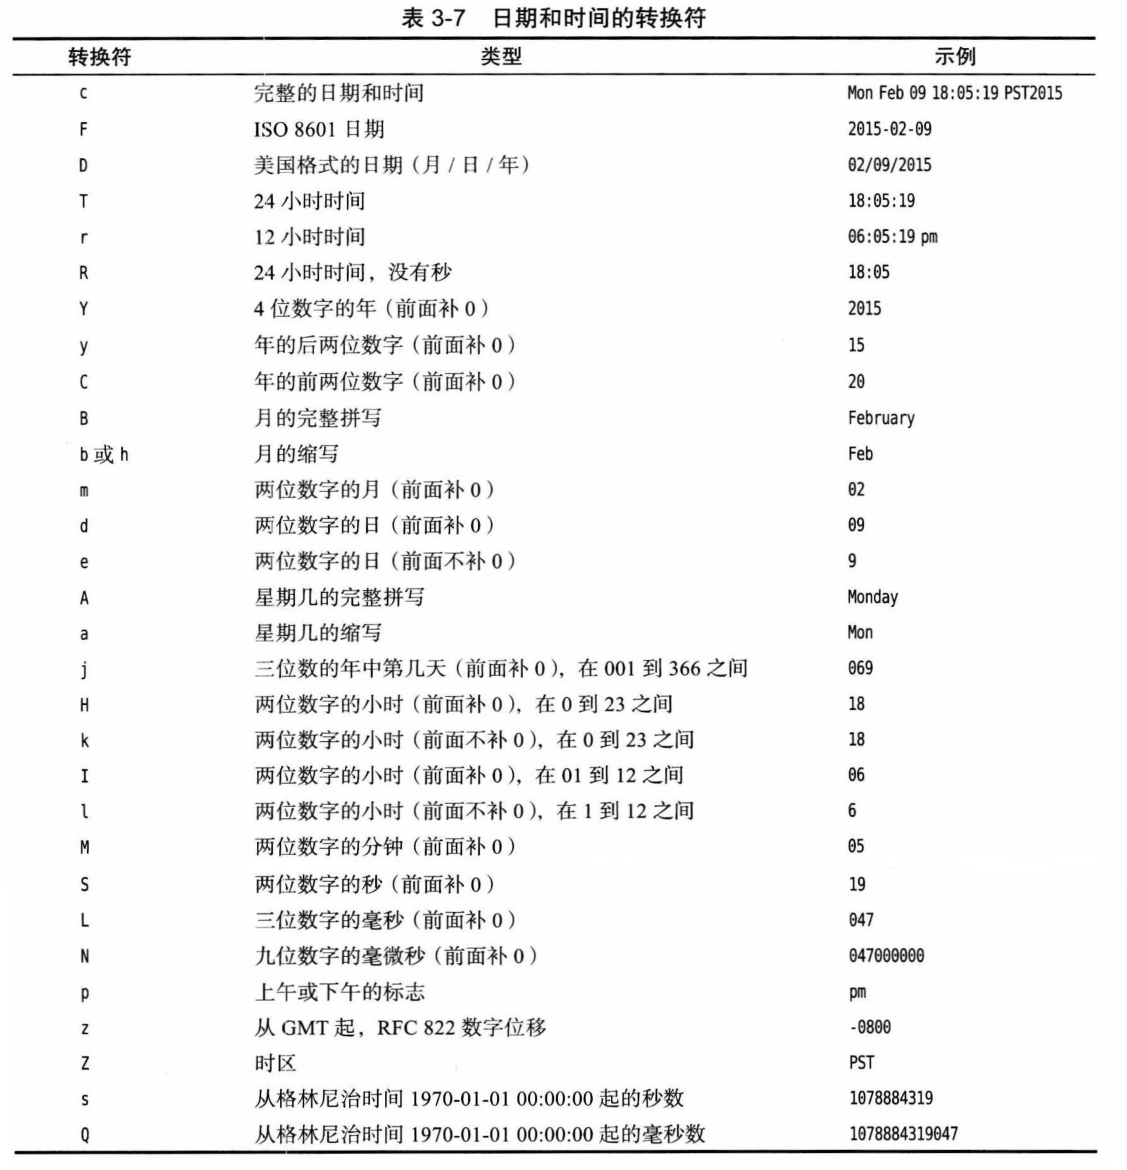 表 3-7 日期和时间的转换符
转换符 类型 示例
c 完整的日期和时间 Mon Feb 09 18:05:19 PST2015
F ISO 8601 日期 2015-02-09
D 美国格式的日期（月 / 日 / 年） 02/09/2015
T 24 小时时间 18:05:19
r 12 小时时间 06:05:19 pm
R 24 小时时间，没有秒 18:05
Y 4 位数字的年（前面补 0） 2015
y 年的后两位数字（前面补 0） 15
C 年的前两位数字（前面补 0） 20
B 月的完整拼写 February
b 或 h 月的缩写 Feb
m 两位数字的月（前面补 0） 02
d 两位数字的日（前面补 0） 09
e 两位数字的日（前面不补 0） 9
A 星期几的完整拼写 Monday
a 星期几的缩写 Mon
j 三位数的年中第几天（前面补 0），在 001 到 366 之间 069
H 两位数字的小时（前面补 0），在 0 到 23 之间 18
k 两位数字的小时（前面不补 0），在 0 到 23 之间 18
I 两位数字的小时（前面补 0），在 01 到 12 之间 06
l 两位数字的小时（前面不补 0），在 1 到 12 之间 6
M 两位数字的分钟（前面补 0） 05
S 两位数字的秒（前面补 0） 19
L 三位数字的毫秒（前面补 0） 047
N 九位数字的毫微秒（前面补 0） 047000000
p 上午或下午的标志 pm
z 从 GMT 起，RFC 822 数字位移 -0800
Z 时区 PST
s 从格林尼治时间 1970-01-01 00:00:00 起的秒数 1078884319
Q 从格林尼治时间 1970-01-01 00:00:00 起的毫秒数 1078884319047